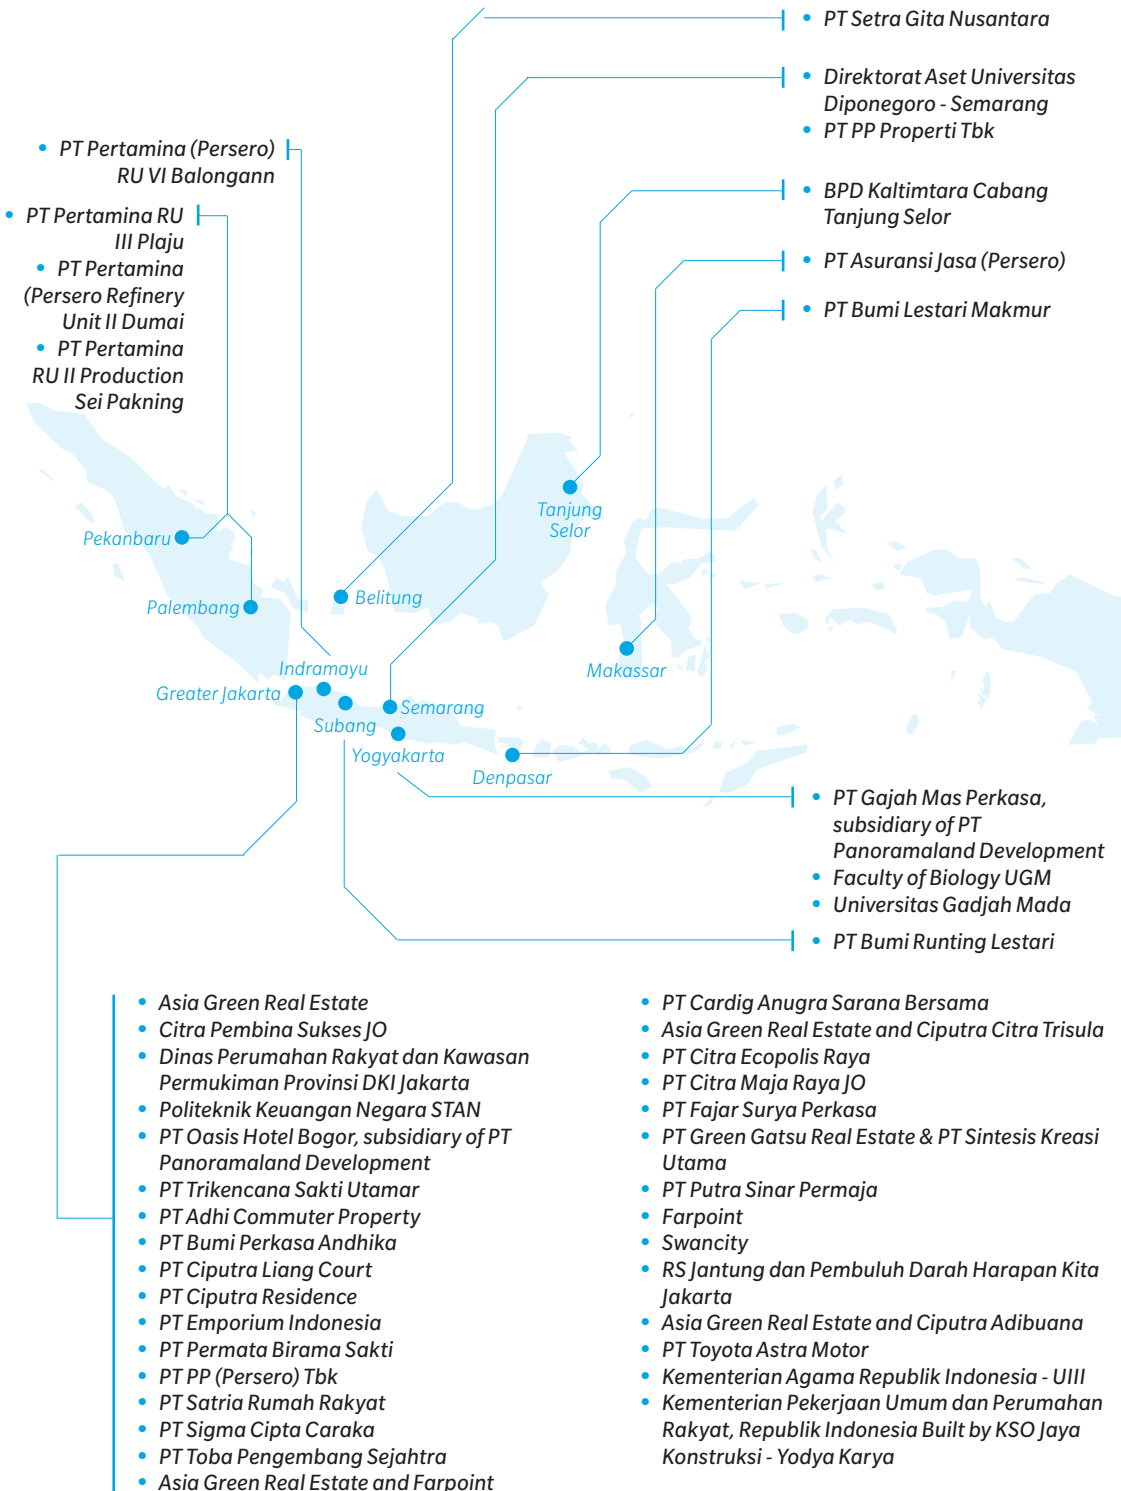 • PT Setra Gita Nusantara
• Direktorat Aset Universitas
Diponegoro - Semarang
• PT PP Properti Tbk
• PT Pertamina (Persero)
RU VI Balongann
• BPD Kaltimtara Cabang
Tanjung Selor
• PT Pertamina RU
III Plaju
• PT Pertamina
(Persero Refinery
Unit II Dumai
• PT Pertamina
RU II Production
Sei Pakning
• PT Asuransi Jasa (Persero)
• PT Bumi Lestari Makmur
Tanjung
Selor
Pekanbaru
Belitung
Palembang
Makassar
Indramayu
Greater Jakarta
Semarang
Subang
Yogyakarta
Denpasar
• PT Gajah Mas Perkasa,
subsidiary of PT
Panoramaland Development
• Faculty of Biology UGM
• Universitas Gadjah Mada
• PT Bumi Runting Lestari
• Asia Green Real Estate
• Citra Pembina Sukses JO
• Dinas Perumahan Rakyat dan Kawasan
Permukiman Provinsi DKI Jakarta
• Politeknik Keuangan Negara STAN
• PT Oasis Hotel Bogor, subsidiary of PT
Panoramaland Development
• PT Trikencana Sakti Utamar
• PT Adhi Commuter Property
• PT Bumi Perkasa Andhika
• PT Ciputra Liang Court
• PT Ciputra Residence
• PT Emporium Indonesia
• PT Permata Birama Sakti
• PT PP (Persero) Tbk
• PT Satria Rumah Rakyat
• PT Sigma Cipta Caraka
• PT Toba Pengembang Sejahtra
• Asia Green Real Estate and Farpoint
• PT Cardig Anugra Sarana Bersama
• Asia Green Real Estate and Ciputra Citra Trisula
• PT Citra Ecopolis Raya
• PT Citra Maja Raya JO
• PT Fajar Surya Perkasa
• PT Green Gatsu Real Estate & PT Sintesis Kreasi
Utama
• PT Putra Sinar Permaja
• Farpoint
• Swancity
• RS Jantung dan Pembuluh Darah Harapan Kita
Jakarta
• Asia Green Real Estate and Ciputra Adibuana
• PT Toyota Astra Motor
• Kementerian Agama Republik Indonesia - UIII
• Kementerian Pekerjaan Umum dan Perumahan
Rakyat, Republik Indonesia Built by KSO Jaya
Konstruksi - Yodya Karya